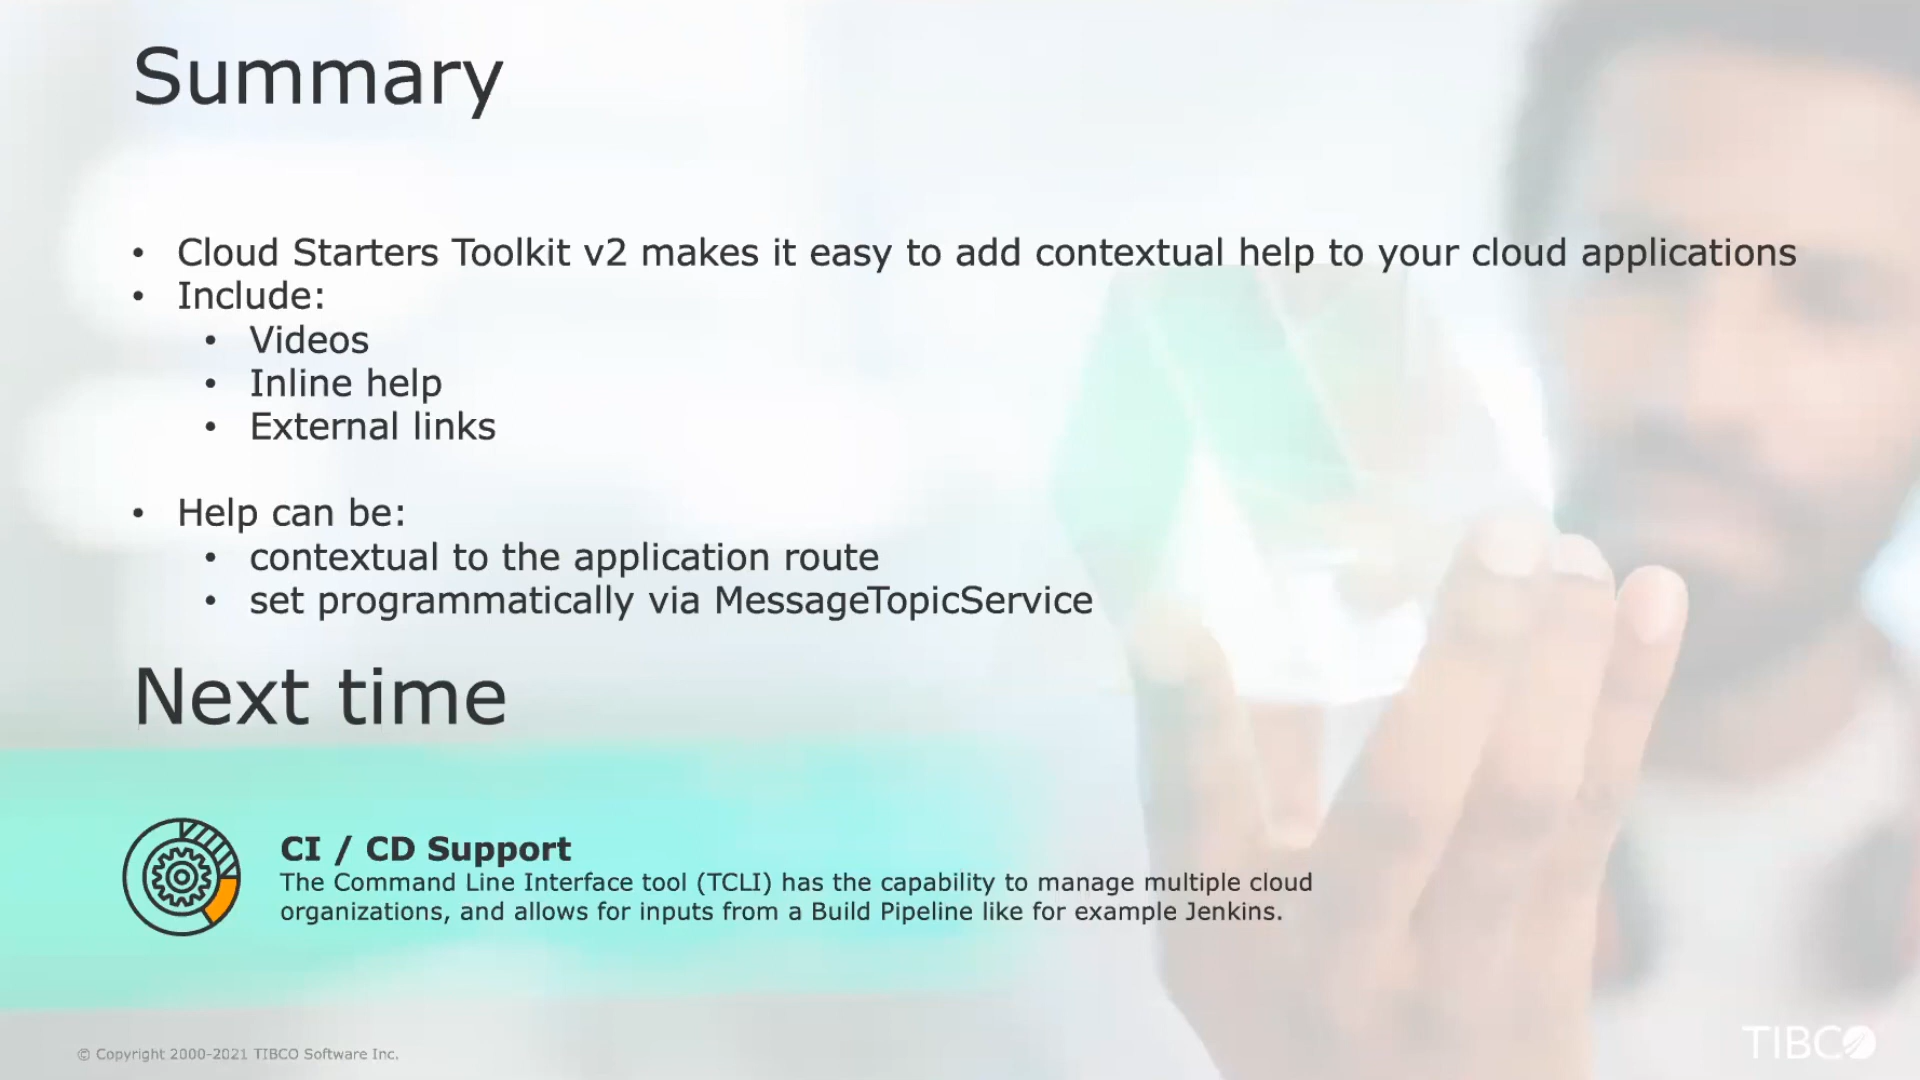 Summary
• Cloud Starters Toolkit v2 makes it easy to add contextual help to your cloud applications
• Include:
• Videos
• Inline help
• External links
• Help can be:
• contextual to the application route
• set programmatically via MessageTopicService
Next time
CI / CD Support
The Command Line Interface tool (TCLI) has the capability to manage multiple cloud
organizations, and allows for inputs from a Build Pipeline like for example Jenkins.
© Copyright 2000-2021 TIBCO Software Inc.
TIBCO